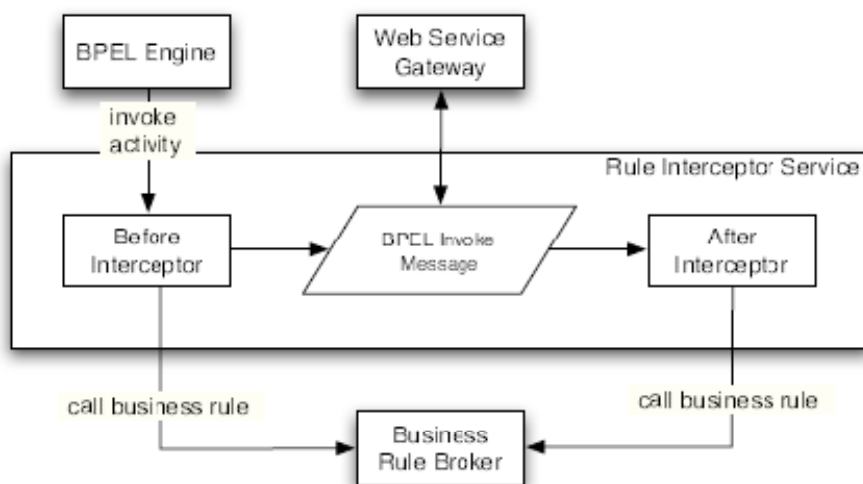 BPEL Engine
Web Service
Gateway
invoke
activity
Rule Interceptor Service
Before
Interceptor
BPEL Invoke
Message
After
Interceptor
call business rule
call business rule
Business
Rule Broker